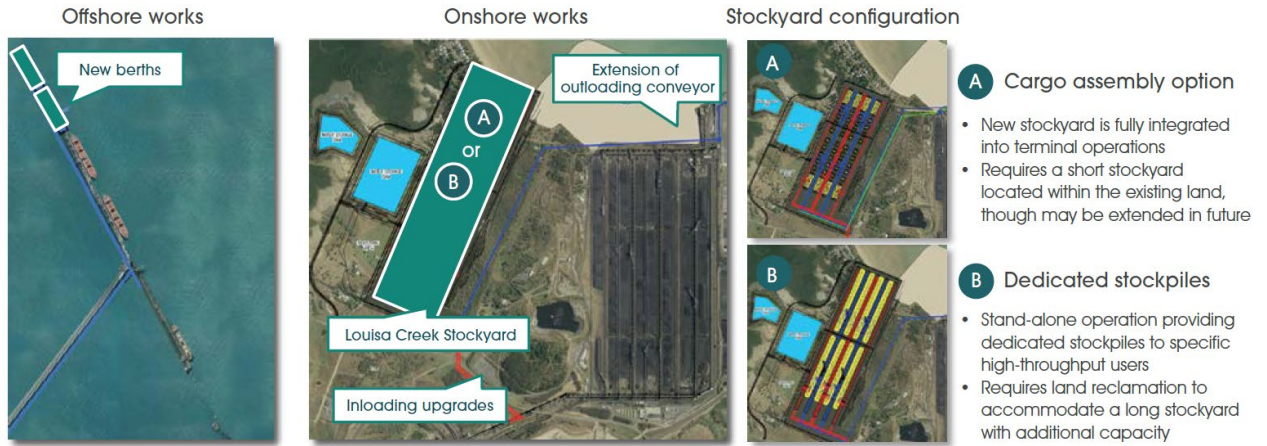 Offshore works
Onshore works
Stockyard configuration
New berths
Extension of
outloading conveyor
A
or
B
Louisa Creek Stockyard
Inloading upgrades
A
B
A
Cargo assembly option
• New stockyard is fully integrated
into terminal operations
• Requires a short stockyard
located within the existing land,
though may be extended in future
B
Dedicated stockpiles
• Stand-alone operation providing
dedicated stockpiles to specific
high-throughput users
• Requires land reclamation to
accommodate a long stockyard
with additional capacity